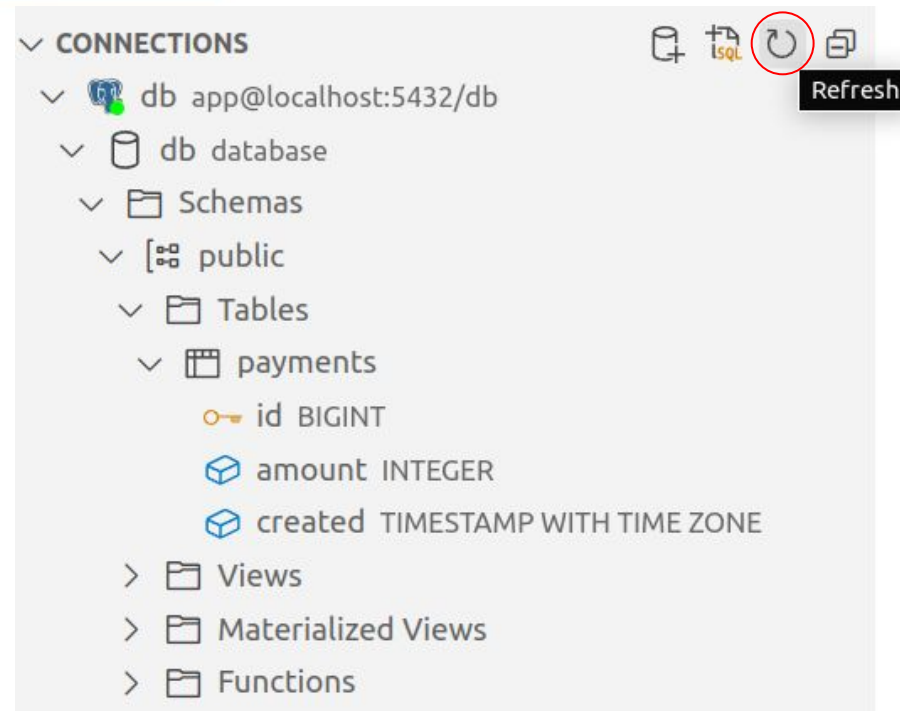 CONNECTIONS
SQL
Refresh
db app@localhost:5432/db
db database
Schemas
public
Tables
payments
id BIGINT
amount INTEGER
created TIMESTAMP WITH TIME ZONE
Views
Materialized Views
Functions